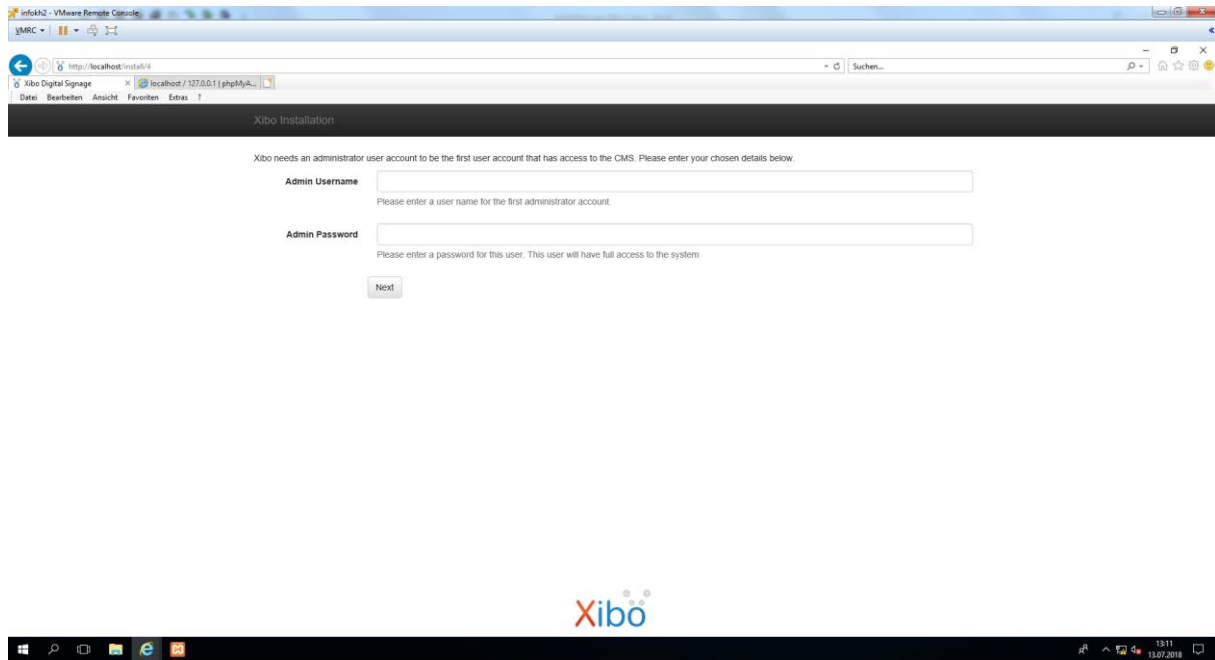 infokh2 - VMware Remote Console
VMRC
http://localhost/install/4
Suchen...
Xibo Digital Signage
localhost / 127.0.0.1 | phpMyA...
Datei Bearbeiten Ansicht Favoriten Extras ?
Xibo Installation
Xibo needs an administrator user account to be the first user account that has access to the CMS. Please enter your chosen details below.
Admin Username
Please enter a user name for the first administrator account.
Admin Password
Please enter a password for this user. This user will have full access to the system
Next
Xibo
13:11
13.07.2018